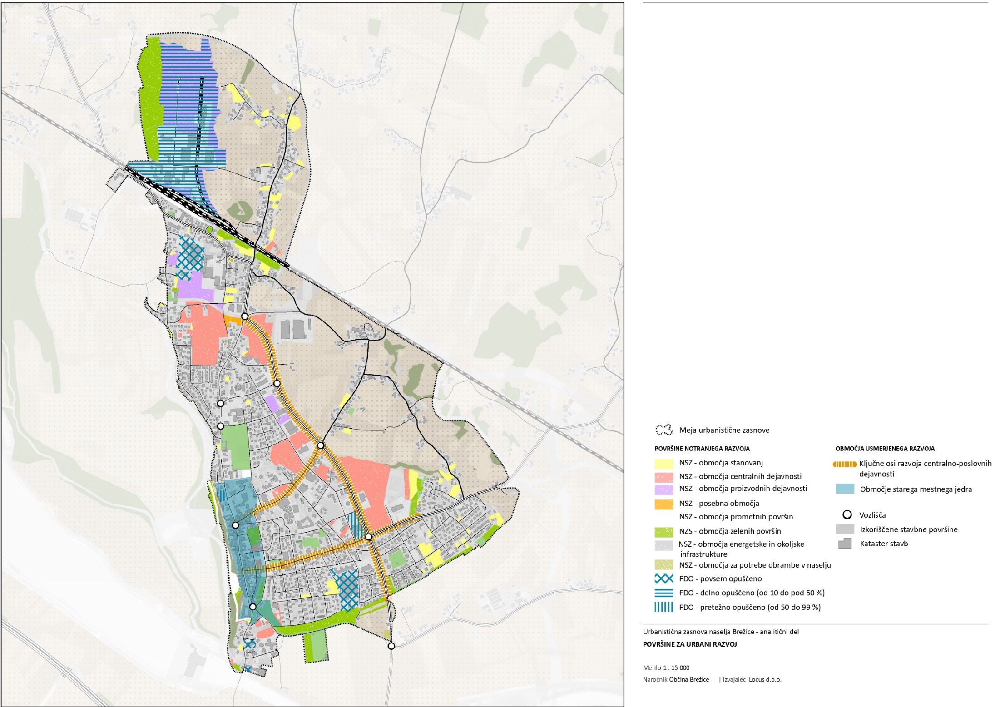 Meja urbanistične zasnove
POVRŠINE NOTRANJEGA RAZVOJA
NSZ - območja stanovanj
NSZ - območja centralnih dejavnosti
NSZ - območja proizvodnih dejavnosti
NSZ - posebna območja
NSZ - območja prometnih površin
NZS - območja zelenih površin
NSZ - območja energetske in okoljske
infrastrukture
NSZ - območja za potrebe obrambe v naselju
FDO - povsem opuščeno
FDO - delno opuščeno (od 10 do pod 50 %)
FDO - pretežno opuščeno (od 50 do 99 %)
OBMOČJA USMERJENEGA RAZVOJA
Ključne osi razvoja centralno-poslovnih
dejavnosti
Območje starega mestnega jedra
Vozlišča
Izkoriščene stavbne površine
Kataster stavb
Urbanistična zasnova naselja Brežice - analitični del
POVRŠINE ZA URBANI RAZVOJ
Merilo 1 : 15 000
Naročnik Občina Brežice | Izvajalec Locus d.o.o.